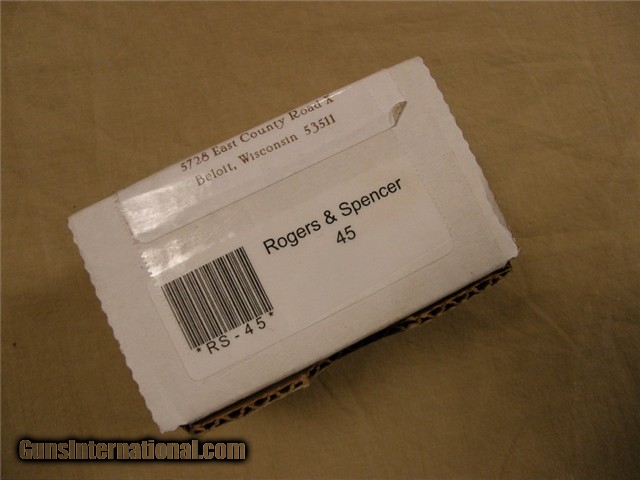 5728 East County Road X
Beloit, Wisconsin 53511
Rogers & Spencer
45
*RS-45*
GunsInternational.com